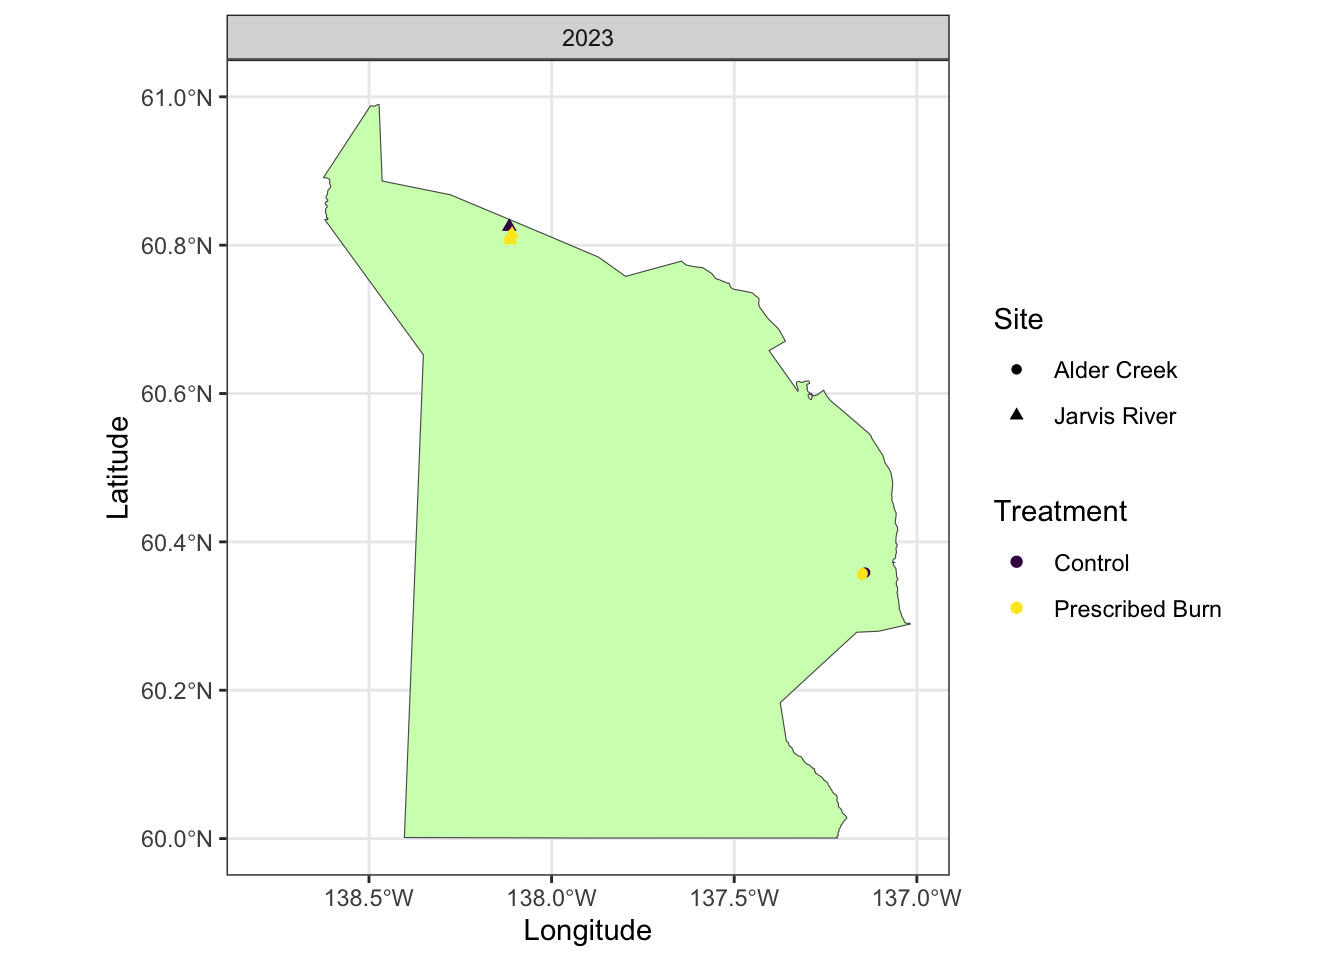 2023
61.0°N
60.8°N
60.6°N
60.4°N
60.2°N
60.0°N
Latitude
138.5°W
138.0°W
137.5°W
137.0°W
Longitude
Site
Alder Creek
Jarvis River
Treatment
Control
Prescribed Burn